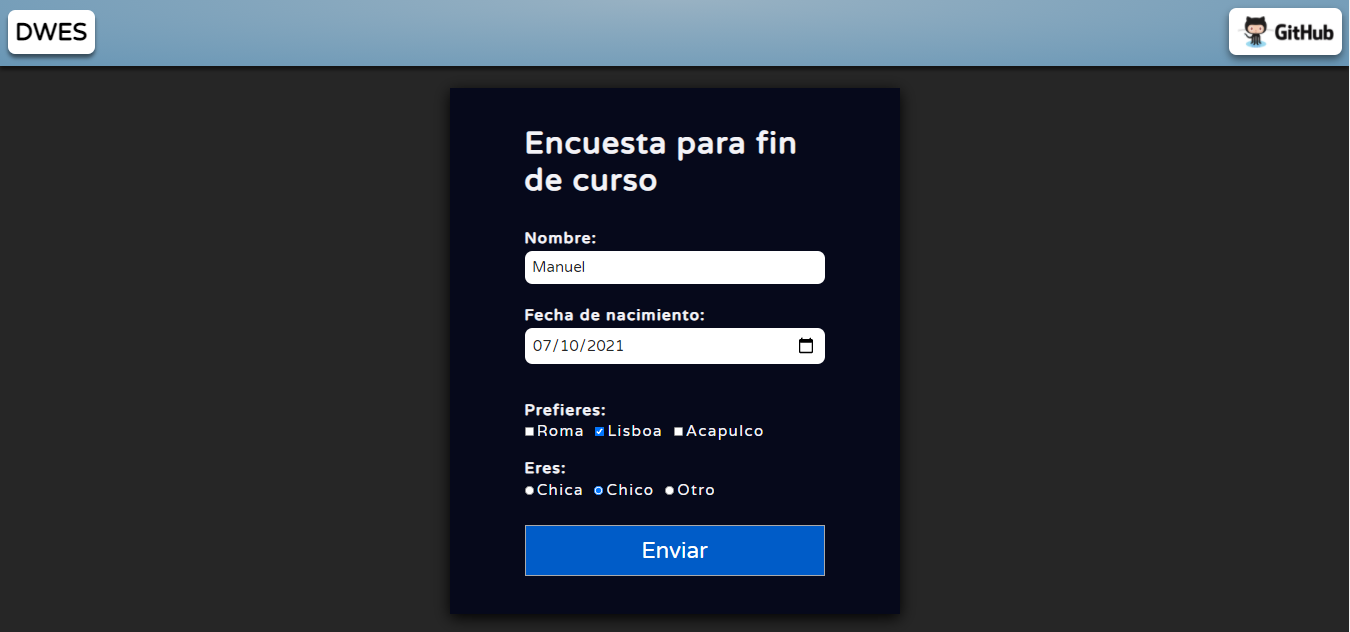 DWES
GitHub
Encuesta para fin
de curso
Nombre:
Manuel
Fecha de nacimiento:
07/10/2021
Prefieres:
Roma Lisboa Acapulco
Eres:
Chica Chico Otro
Enviar